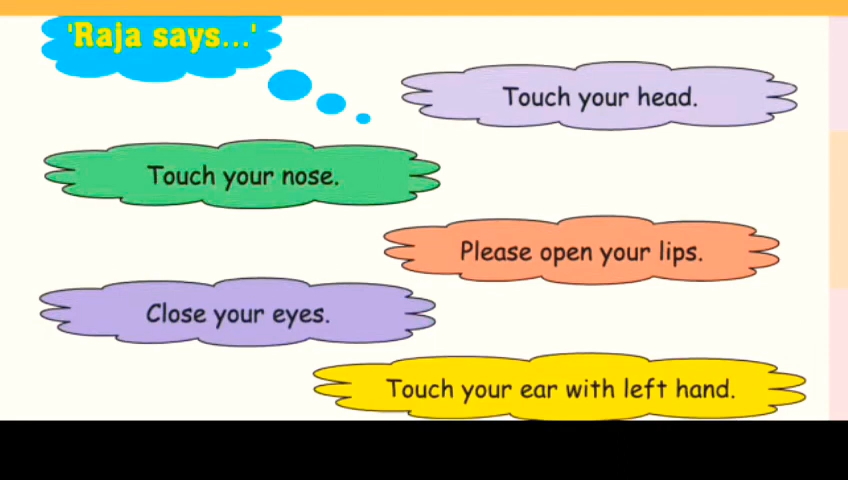 'Raja says...'
Touch your head.
Touch your nose.
Please open your lips.
Close your eyes.
Touch your ear with left hand.